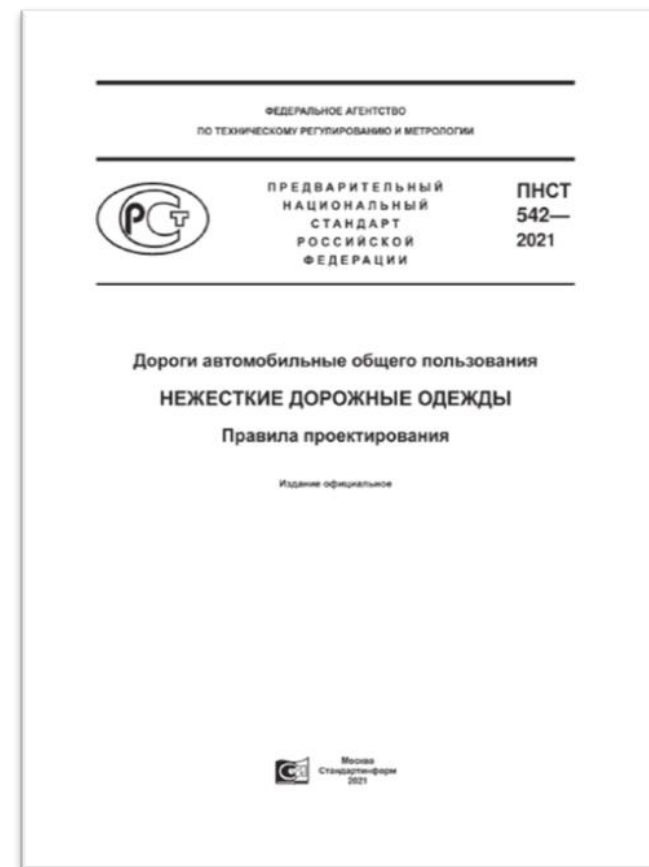 ФЕДЕРАЛЬНОЕ АГЕНТСТВО
ПО ТЕХНИЧЕСКОМУ РЕГУЛИРОВАНИЮ И МЕТРОЛОГИИ
РСТ
ПРЕДВАРИТЕЛЬНЫЙ
НАЦИОНАЛЬНЫЙ
СТАНДАРТ
РОССИЙСКОЙ
ФЕДЕРАЦИИ
ПНСТ
542—
2021
Дороги автомобильные общего пользования
НЕЖЕСТКИЕ ДОРОЖНЫЕ ОДЕЖДЫ
Правила проектирования
Издание официальное
Москва
Стандартинформ
2021